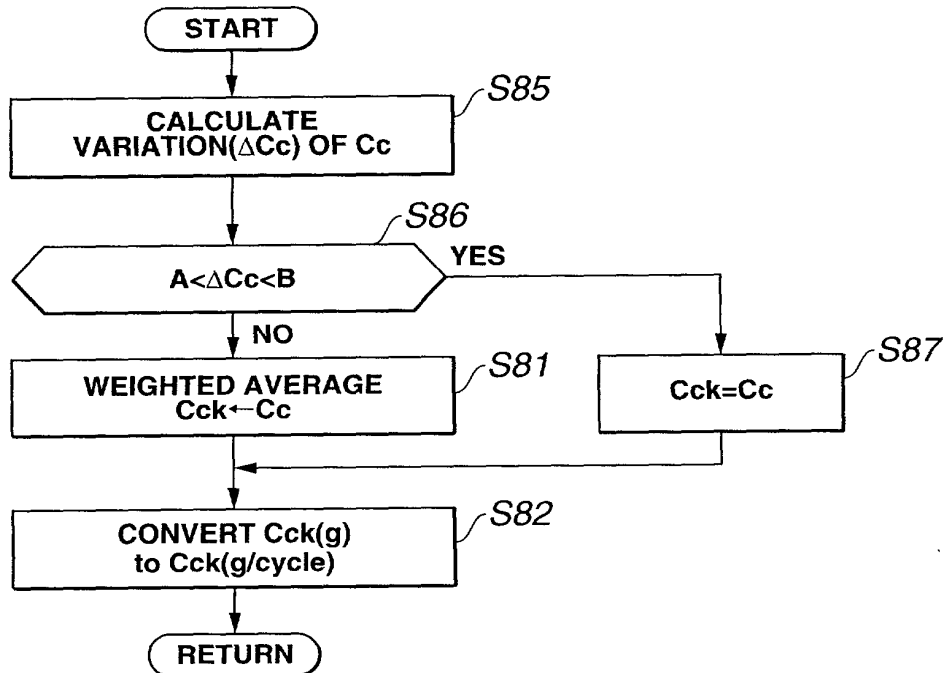 START
S85
CALCULATE
VARIATION(ΔCc) OF Cc
S86
A<ΔCc<B
YES
NO
S81
WEIGHTED AVERAGE
Cck←Cc
S87
Cck=Cc
S82
CONVERT Cck(g)
to Cck(g/cycle)
RETURN